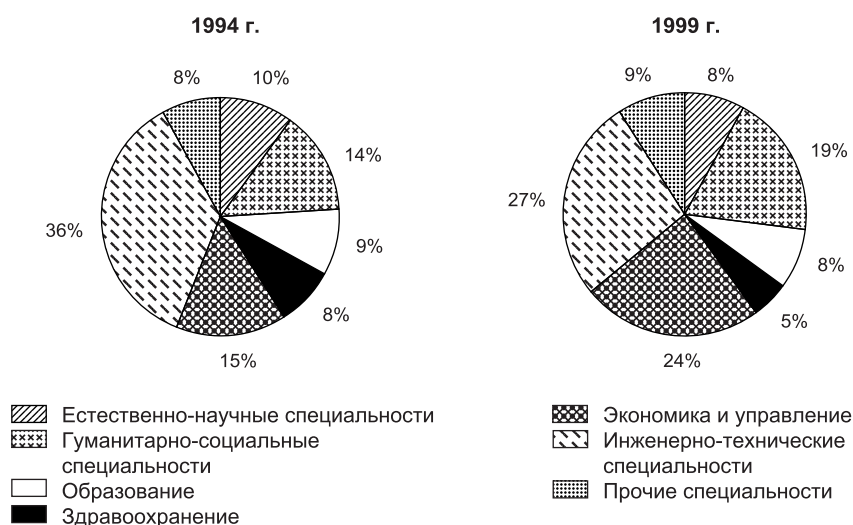 1994 г.
1999 г.
8%
10%
14%
9%
8%
15%
36%
9%
8%
19%
8%
5%
24%
27%
Естественно-научные специальности
Гуманитарно-социальные
специальности
Образование
Здравоохранение
Экономика и управление
Инженерно-технические
специальности
Прочие специальности